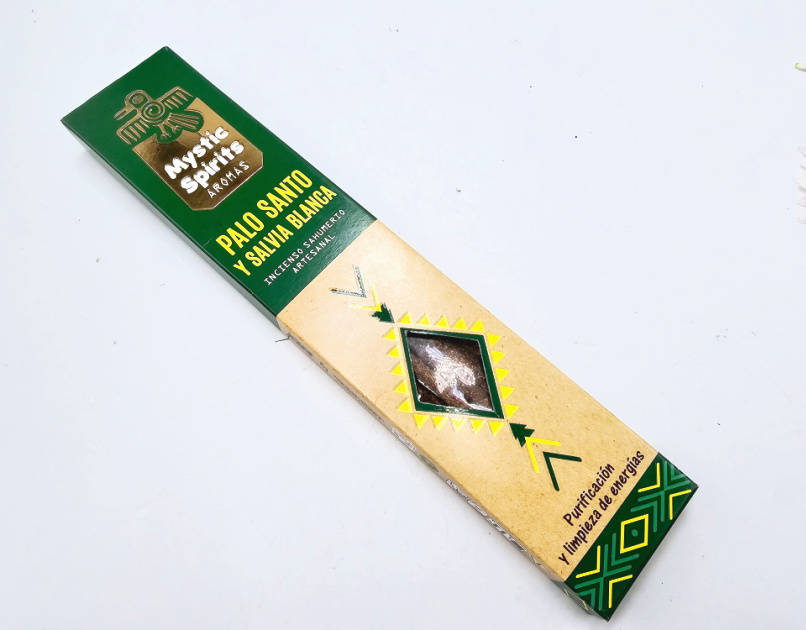 Mystic
Spirits
AROMAS
PALO SANTO
Y SALVIA BLANCA
INCIENSO SAHUMERIO
ARTESANAL
Purificación
y limpieza de energías